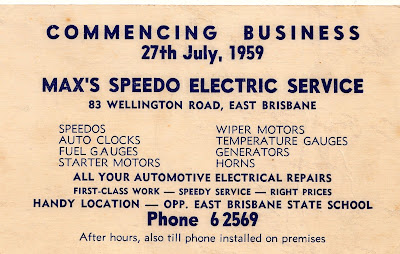 COMMENCING BUSINESS
27th July, 1959
MAX'S SPEEDO ELECTRIC SERVICE
83 WELLINGTON ROAD, EAST BRISBANE
SPEEDOS
AUTO CLOCKS
FUEL GAUGES
STARTER MOTORS
WIPER MOTORS
TEMPERATURE GAUGES
GENERATORS
HORNS
ALL YOUR AUTOMOTIVE ELECTRICAL REPAIRS
FIRST-CLASS WORK — SPEEDY SERVICE — RIGHT PRICES
HANDY LOCATION — OPP. EAST BRISBANE STATE SCHOOL
Phone 6 2569
After hours, also till phone installed on premises